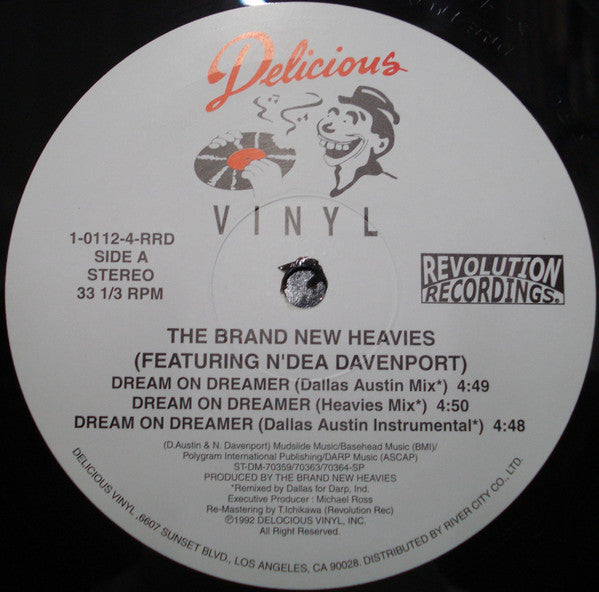 Delicious
VINYL
1-0112-4-RRD
SIDE A
STEREO
33 1/3 RPM
REVOLUTION
RECORDINGS.
THE BRAND NEW HEAVIES
(FEATURING N'DEA DAVENPORT)
DREAM ON DREAMER (Dallas Austin Mix*) 4:49
DREAM ON DREAMER (Heavies Mix*) 4:50
DREAM ON DREAMER (Dallas Austin Instrumental*) 4:48
(D.Austin & N. Davenport) Mudslide Music/Basehead Music (BMI)/
Polygram International Publishing/DARP Music (ASCAP)
ST-DM-70359/70363/70364-SP
PRODUCED BY THE BRAND NEW HEAVIES
*Remixed by Dallas for Darp, Ind.
Executive Producer : Michael Ross
Re-Mastering by T.Ichikawa (Revolution Rec)
℗1992 DELOCIOUS VINYL, INC.
All Right Reserved.
DELICIOUS VINYL ,6607 SUNSET BLVD., LOS ANGELES, CA 90028. DISTRIBUTED BY RIVER CITY CO., LTD.